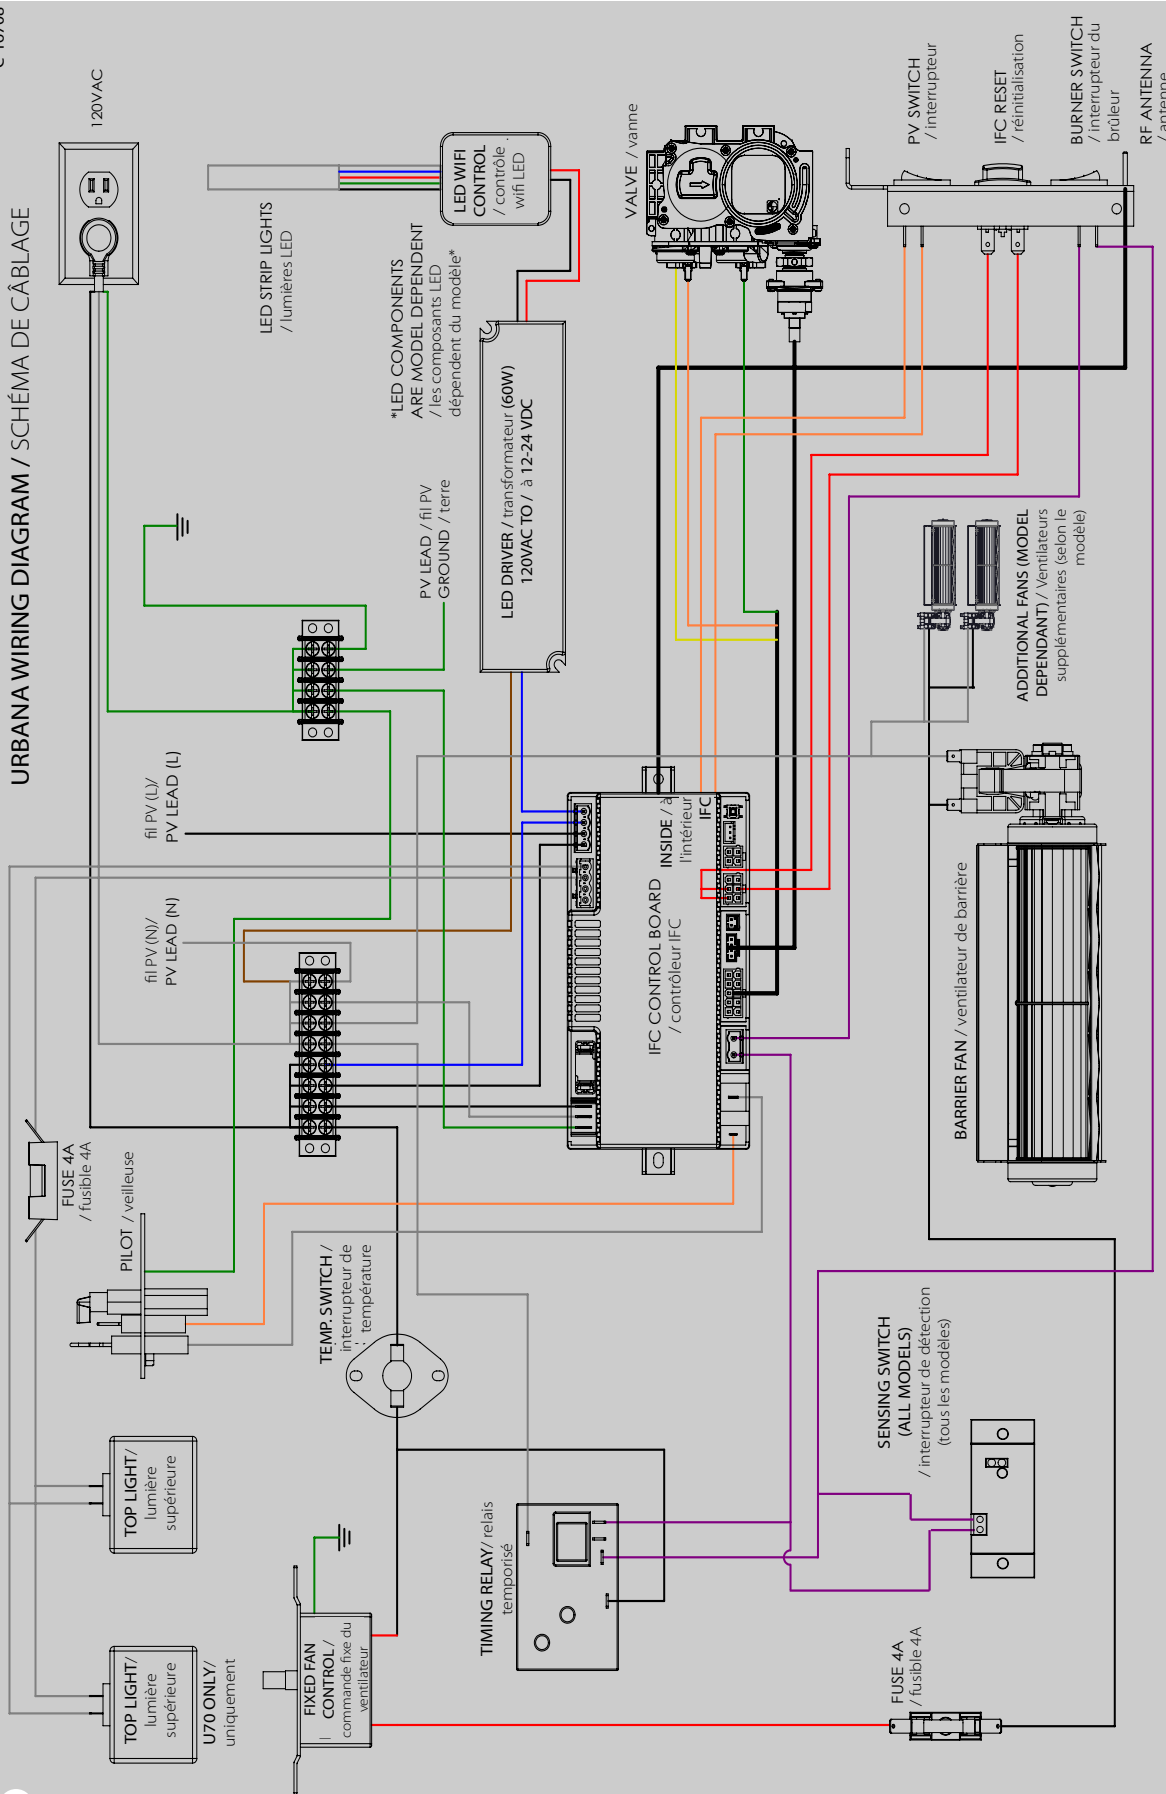 URBANA WIRING DIAGRAM / SCHÉMA DE CÂBLAGE
120VAC
LED STRIP LIGHTS
/ lumières LED
LED WIFI
CONTROL
/ contrôle
wifi LED
*LED COMPONENTS
ARE MODEL DEPENDENT
/ les composants LED
dépendent du modèle*
LED DRIVER / transformateur (60W)
120VAC TO / à 12-24 VDC
PV LEAD / fil PV
GROUND / terre
fil PV (L)/
PV LEAD (L)
fil PV (N)/
PV LEAD (N)
VALVE / vanne
PV SWITCH
/ interrupteur
IFC RESET
/ réinitialisation
BURNER SWITCH
/ interrupteur du
brûleur
RF ANTENNA
/ antenne
ADDITIONAL FANS (MODEL
DEPENDANT) / Ventilateurs
supplémentaires (selon le
modèle)
INSIDE / à
l'intérieur
IFC
IFC CONTROL BOARD
/ contrôleur IFC
BARRIER FAN / ventilateur de barrière
FUSE 4A
/ fusible 4A
PILOT / veilleuse
TEMP. SWITCH /
interrupteur de
température
TOP LIGHT/
lumière
supérieure
TOP LIGHT/
lumière
supérieure
U70 ONLY/
uniquement
FIXED FAN
CONTROL /
commande fixe du
ventilateur
TIMING RELAY/ relais
temporisé
SENSING SWITCH
(ALL MODELS)
/ interrupteur de détection
(tous les modèles)
FUSE 4A
/ fusible 4A